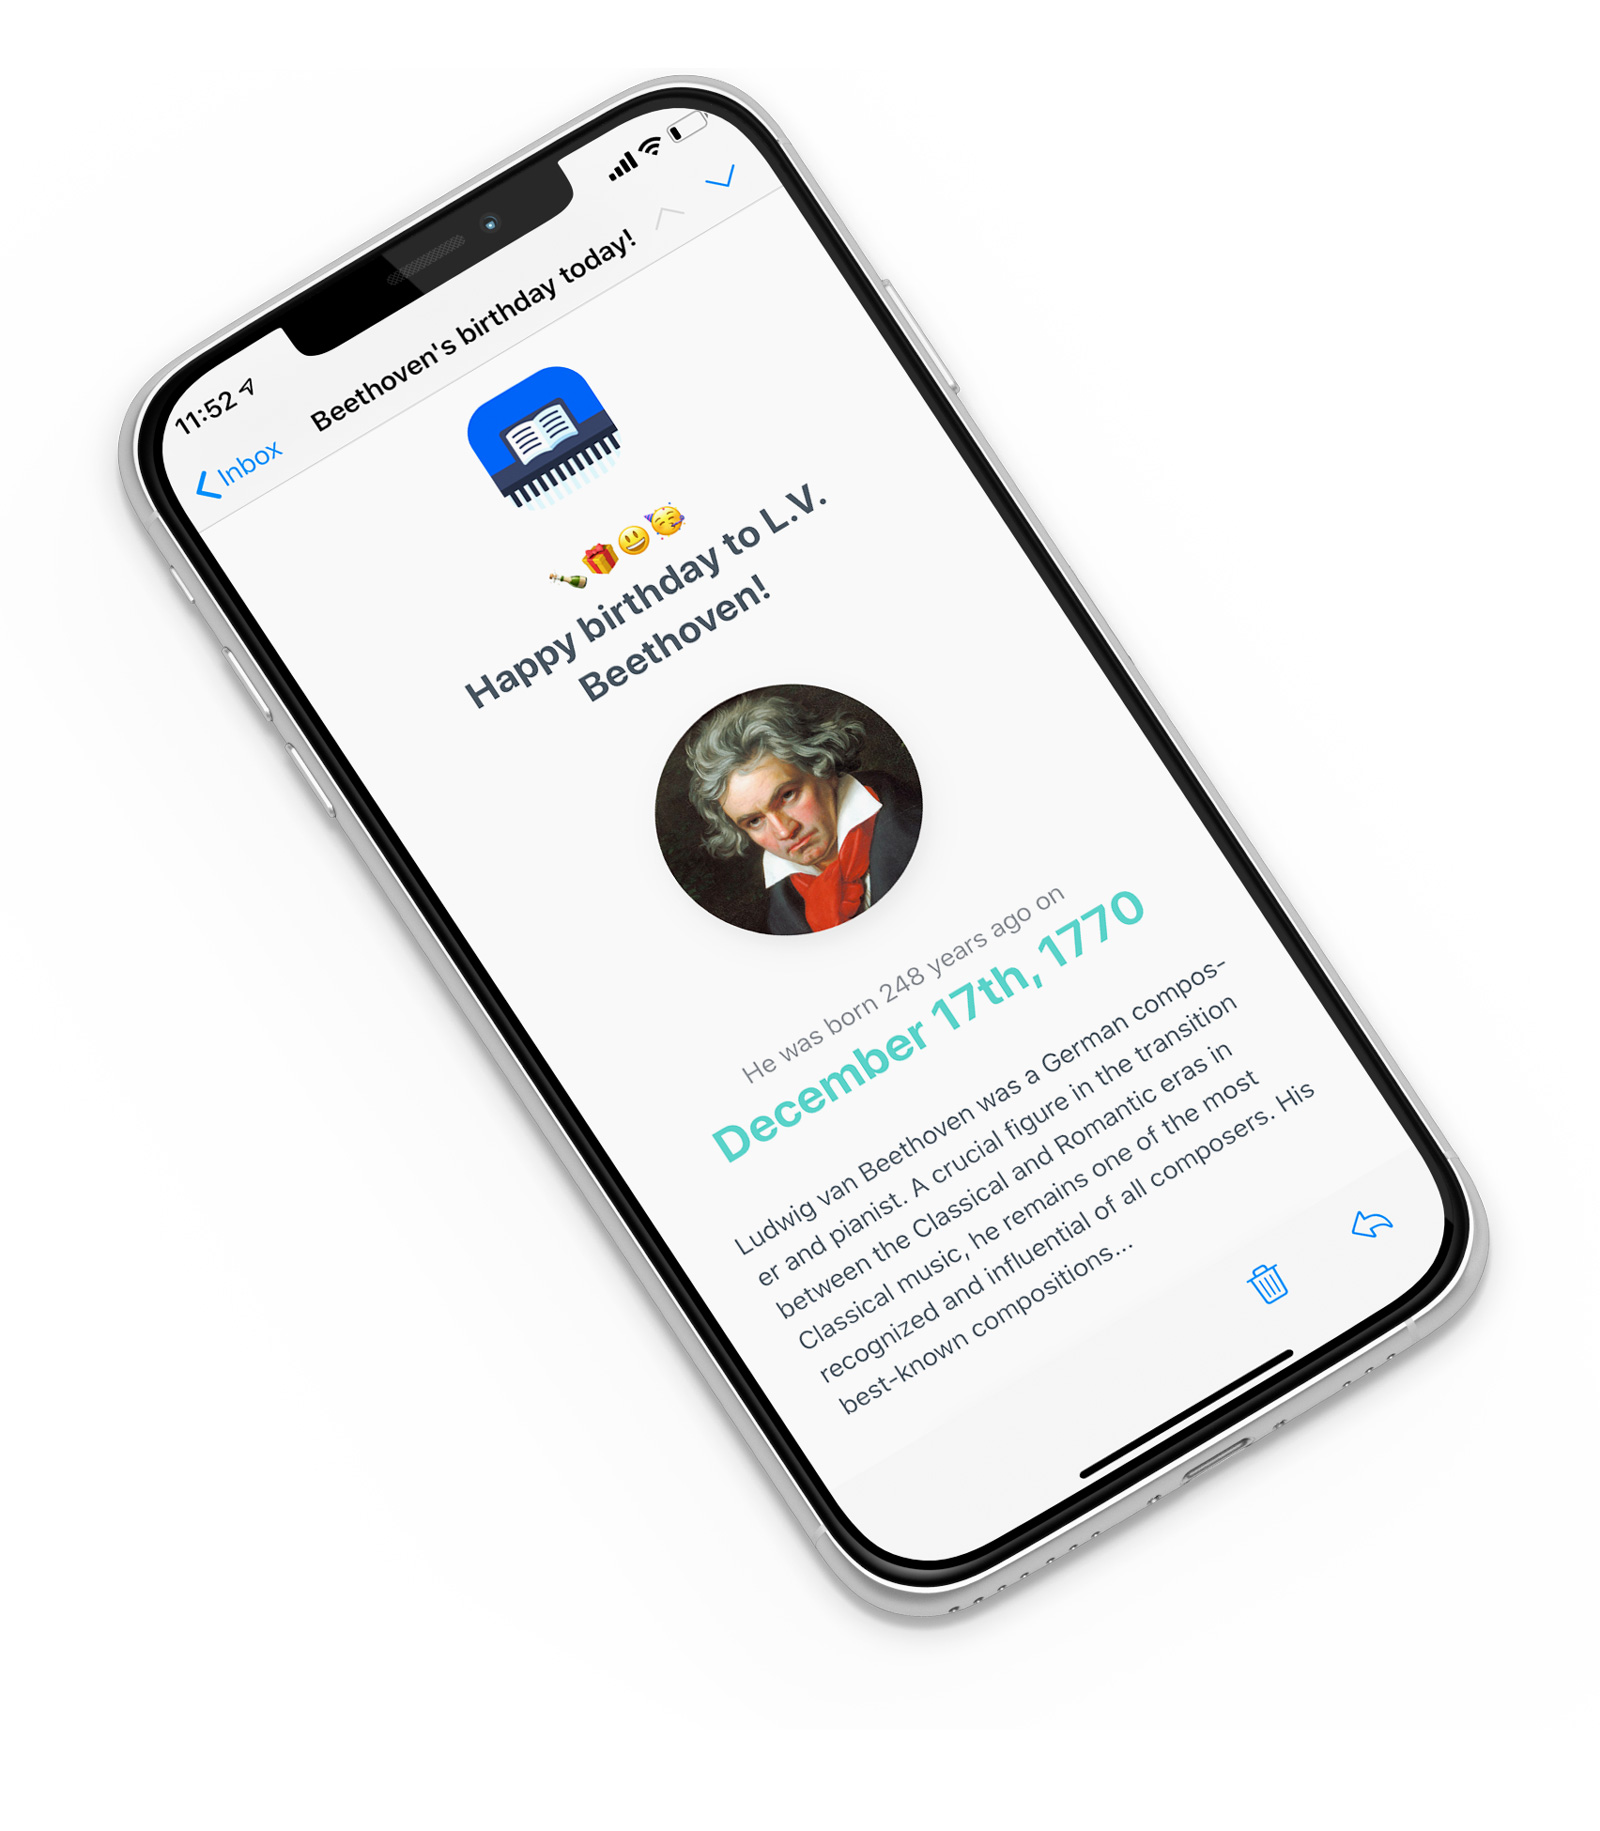 11:52
Inbox
Beethoven's birthday today!
Happy birthday to L.V.
Beethoven!
He was born 248 years ago on
December 17th, 1770
Ludwig van Beethoven was a German compos-
er and pianist. A crucial figure in the transition
between the Classical and Romantic eras in
Classical music, he remains one of the most
recognized and influential of all composers. His
best-known compositions...